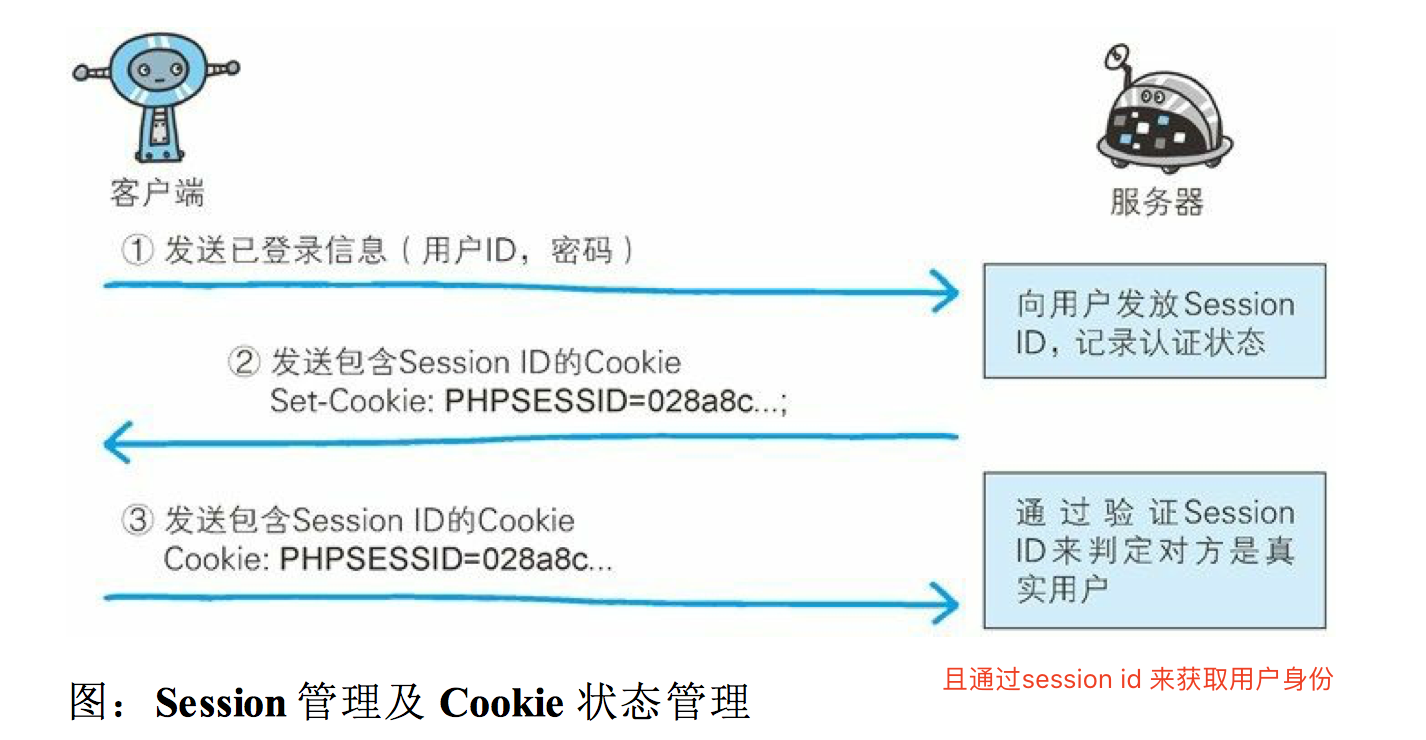 客户端
服务器
① 发送已登录信息（用户ID，密码）
向用户发放Session
ID，记录认证状态
② 发送包含Session ID的Cookie
Set-Cookie: PHPSESSID=028a8c...;
③ 发送包含Session ID的Cookie
Cookie: PHPSESSID=028a8c...
通过验证Session
ID来判定对方是真
实用户
且通过session id 来获取用户身份
图：Session 管理及 Cookie 状态管理